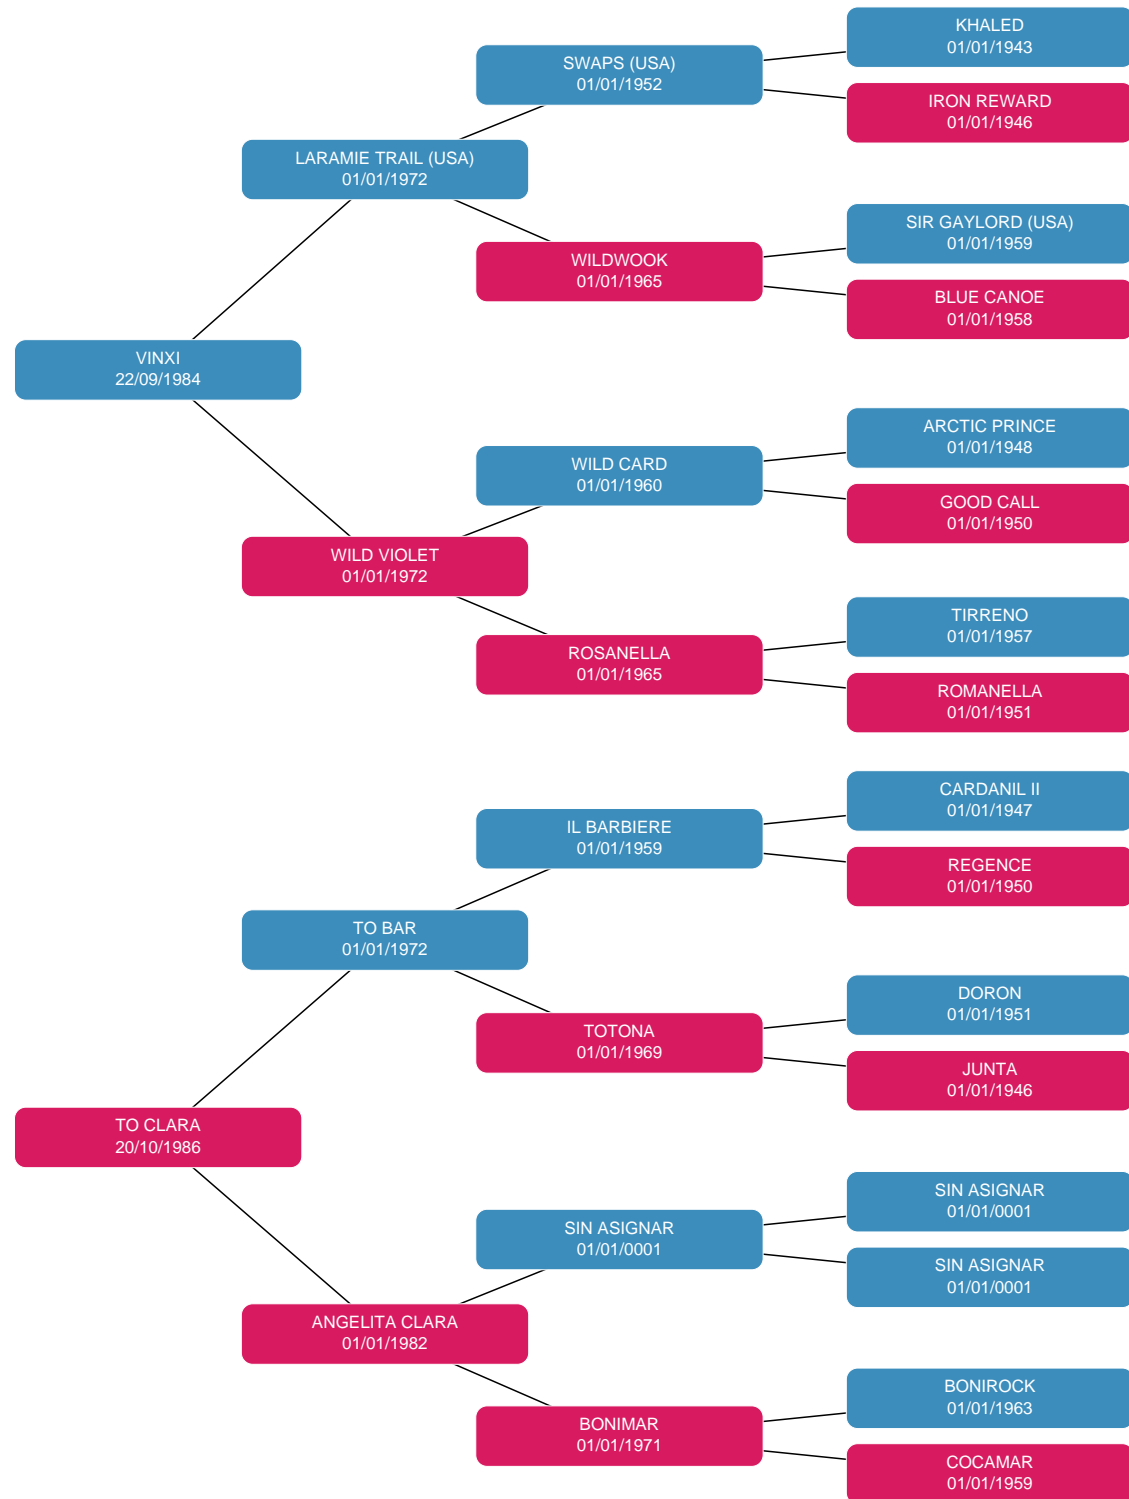 KHALED
01/01/1943
SWAPS (USA)
01/01/1952
IRON REWARD
01/01/1946
LARAMIE TRAIL (USA)
01/01/1972
SIR GAYLORD (USA)
01/01/1959
WILDWOOK
01/01/1965
BLUE CANOE
01/01/1958
VINXI
22/09/1984
ARCTIC PRINCE
01/01/1948
WILD CARD
01/01/1960
GOOD CALL
01/01/1950
WILD VIOLET
01/01/1972
TIRRENO
01/01/1957
ROSANELLA
01/01/1965
ROMANELLA
01/01/1951
CARDANIL II
01/01/1947
IL BARBIERE
01/01/1959
REGENCE
01/01/1950
TO BAR
01/01/1972
DORON
01/01/1951
TOTONA
01/01/1969
JUNTA
01/01/1946
TO CLARA
20/10/1986
SIN ASIGNAR
01/01/0001
SIN ASIGNAR
01/01/0001
SIN ASIGNAR
01/01/0001
ANGELITA CLARA
01/01/1982
BONIROCK
01/01/1963
BONIMAR
01/01/1971
COCAMAR
01/01/1959